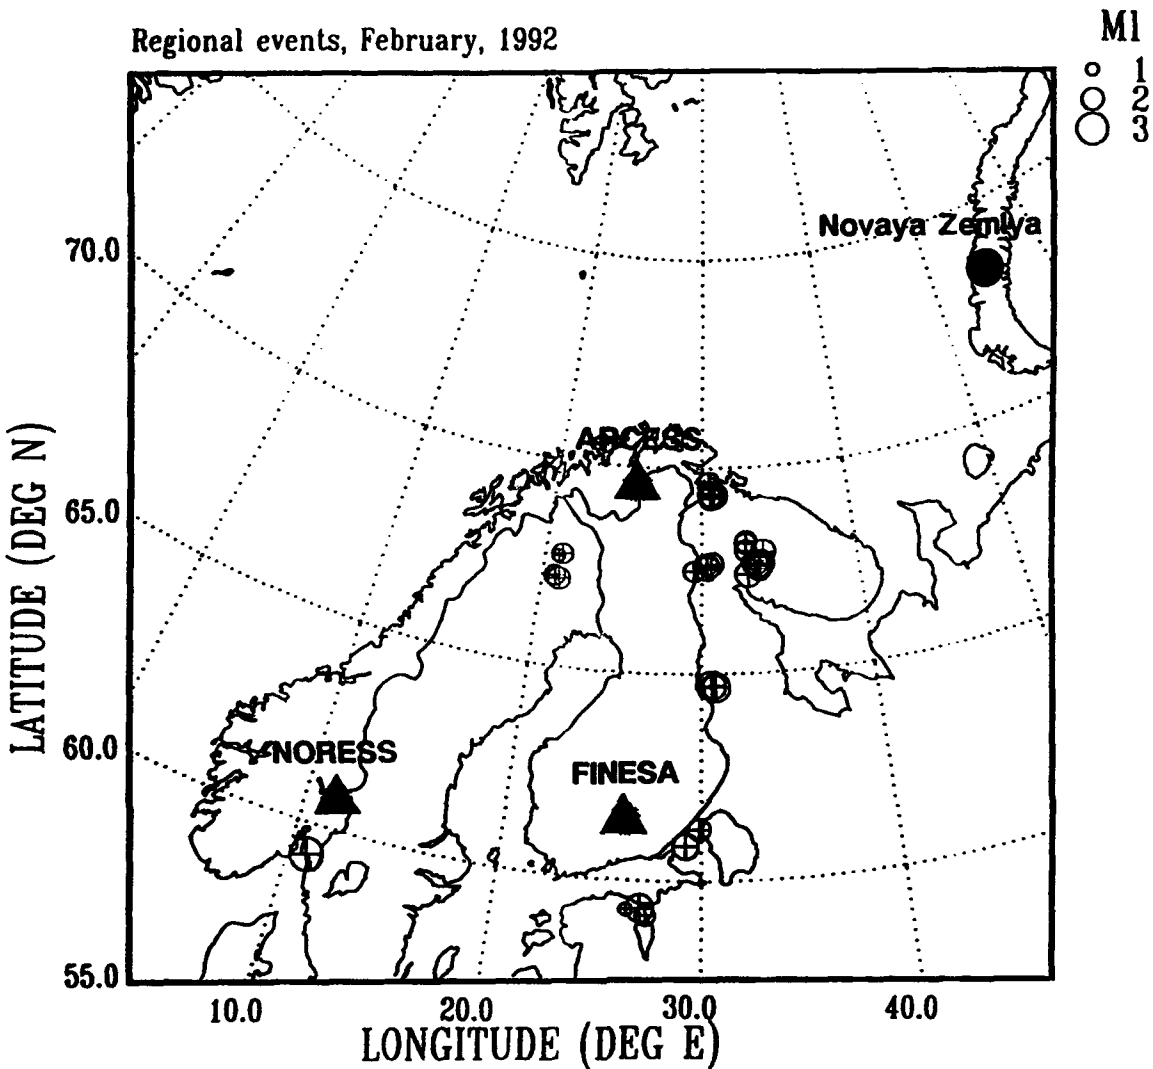 Regional events, February, 1992
Ml
1
2
3
Novaya Zemlya
70.0
ARCESS
65.0
LATITUDE (DEG N)
NORESS
60.0
FINESA
55.0
10.0 20.0 30.0 40.0
LONGITUDE (DEG E)